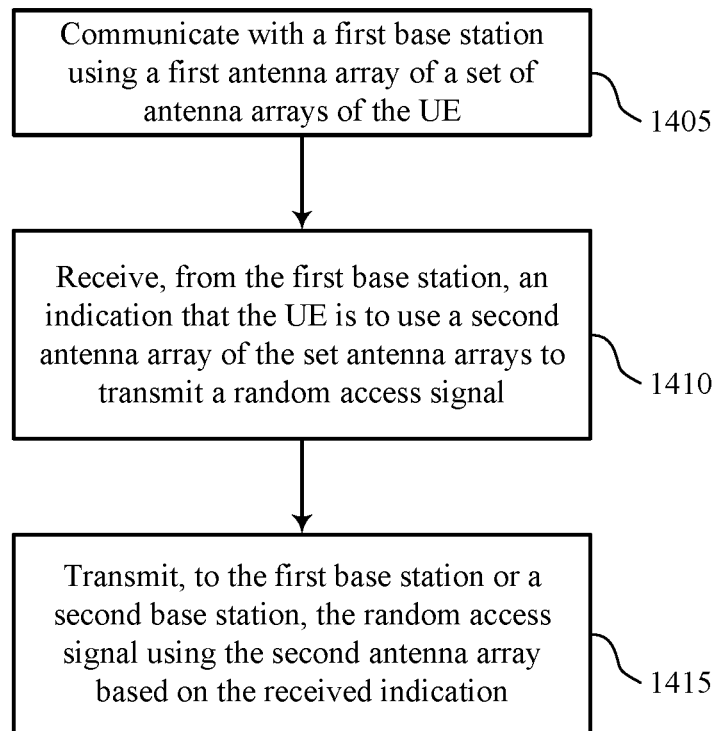 Communicate with a first base station
using a first antenna array of a set of
antenna arrays of the UE
1405
Receive, from the first base station, an
indication that the UE is to use a second
antenna array of the set antenna arrays to
transmit a random access signal
1410
Transmit, to the first base station or a
second base station, the random access
signal using the second antenna array
based on the received indication
1415